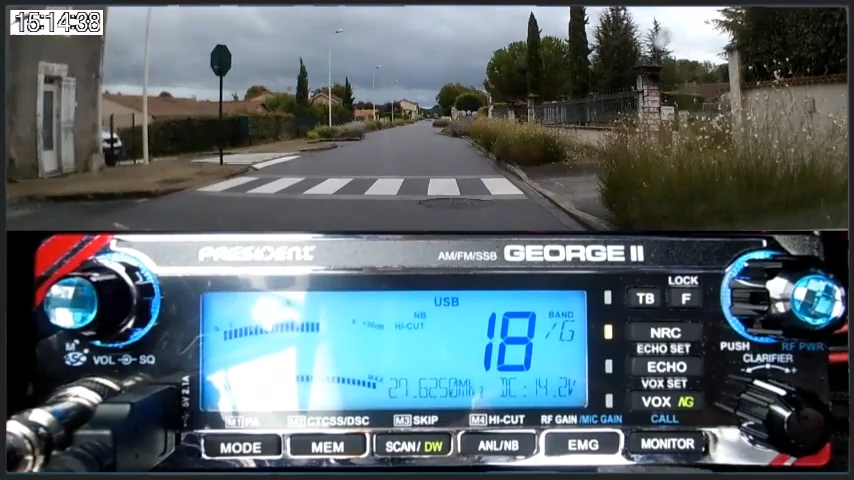 15:14:38
PRESIDENT
AM/FM/SSB GEORGE II
LOCK
USB
TB F
NB
BAND
HI-CUT
18 /G
NRC
ECHO SET
PUSH RF PWR
ECHO
CLARIFIER
VOL SQ
VOX SET
27.6250MHz DC:14.2V
VOX NG
M1 PA M2 CTCSS/DSC M3 SKIP M4 HI-CUT RF GAIN/MIC GAIN CALL
MODE MEM SCAN/DW ANL/NB EMG MONITOR